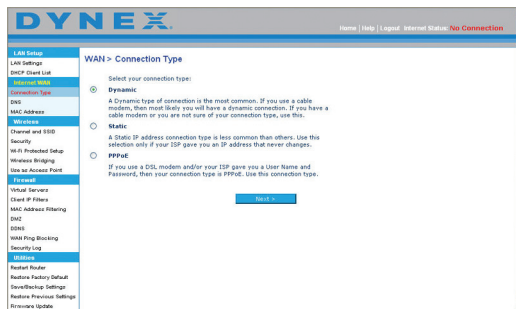 DYNEX
Home | Help | Logout Internet Status: No Connection
LAN Setup
LAN Settings
DHCP Client List
Internet WAN
Connection Type
DNS
MAC Address
Wireless
Channel and SSID
Security
Wi-Fi Protected Setup
Wireless Bridging
Use as Access Point
Firewall
Virtual Servers
Client IP Filters
MAC Address Filtering
DMZ
DDNS
WAN Ping Blocking
Security Log
Utilities
Restart Router
Restore Factory Default
Save/Backup Settings
Restore Previous Settings
Firmware Update
WAN > Connection Type
Select your connection type:
Dynamic
A Dynamic type of connection is the most common. If you use a cable
modem, then most likely you will have a dynamic connection. If you have a
cable modem or you are not sure of your connection type, use this.
Static
A Static IP address connection type is less common than others. Use this
selection only if your ISP gave you an IP address that never changes.
PPPoE
If you use a DSL modem and/or your ISP gave you a User Name and
Password, then your connection type is PPPoE. Use this connection type.
Next >